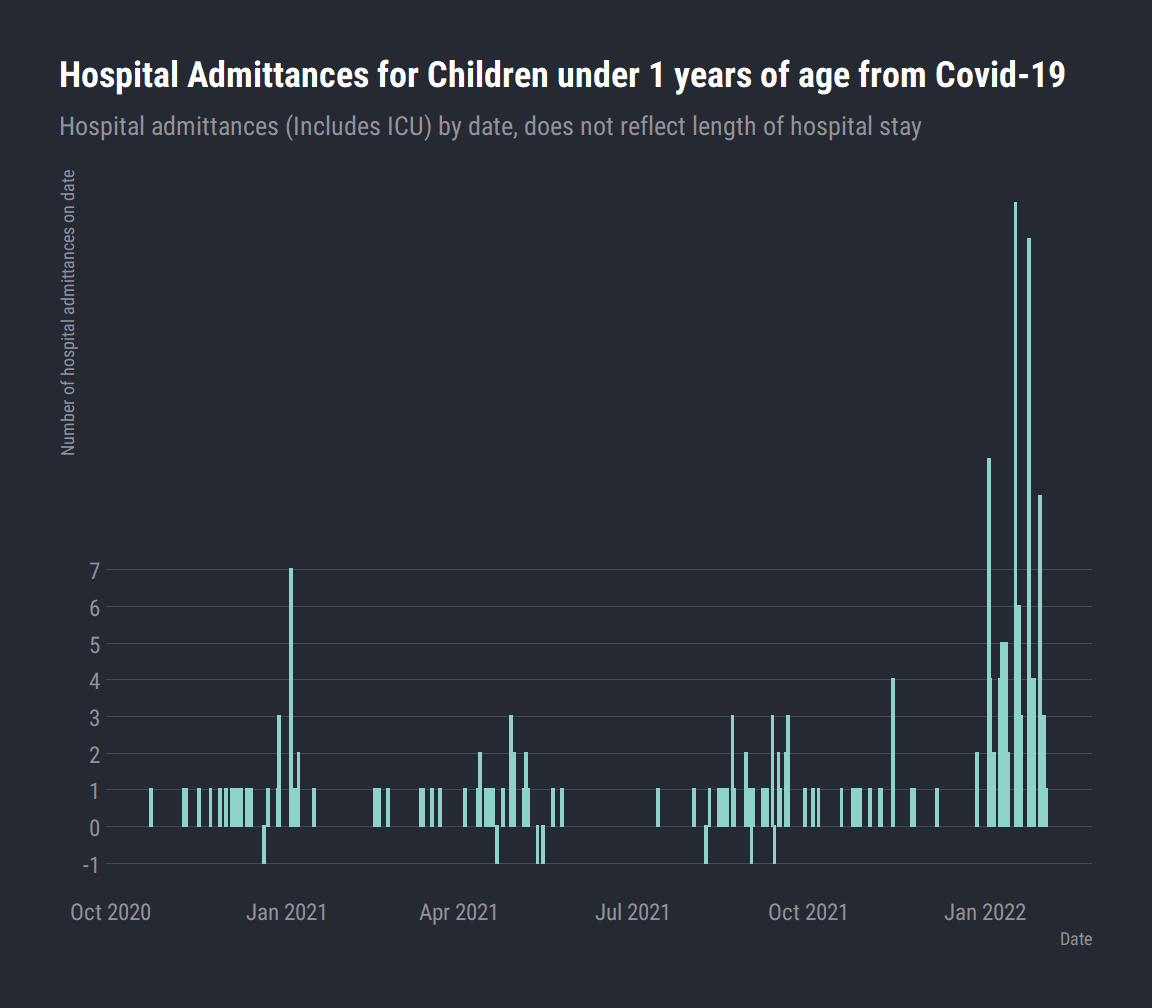 Hospital Admittances for Children under 1 years of age from Covid-19
Hospital admittances (Includes ICU) by date, does not reflect length of hospital stay
Number of hospital admittances on date
7
6
5
4
3
2
1
0
-1
Oct 2020 Jan 2021 Apr 2021 Jul 2021 Oct 2021 Jan 2022
Date